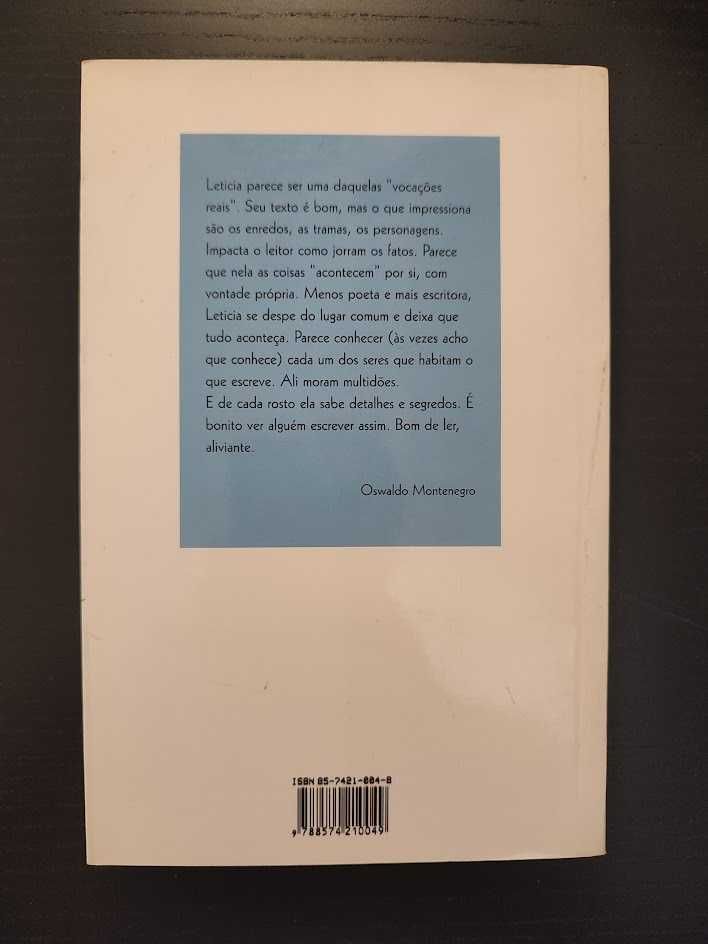 Leticia parece ser uma daquelas "vocações
reais". Seu texto é bom, mas o que impressiona
são os enredos, as tramas, os personagens.
Impacta o leitor como jorram os fatos. Parece
que nela as coisas "acontecem" por si, com
vontade própria. Menos poeta e mais escritora,
Leticia se despe do lugar comum e deixa que
tudo aconteça. Parece conhecer (às vezes acho
que conhece) cada um dos seres que habitam o
que escreve. Ali moram multidões.
E de cada rosto ela sabe detalhes e segredos. É
bonito ver alguém escrever assim. Bom de ler,
aliviante.
Oswaldo Montenegro
ISBN 85-7421-004-8
9 788574 210049